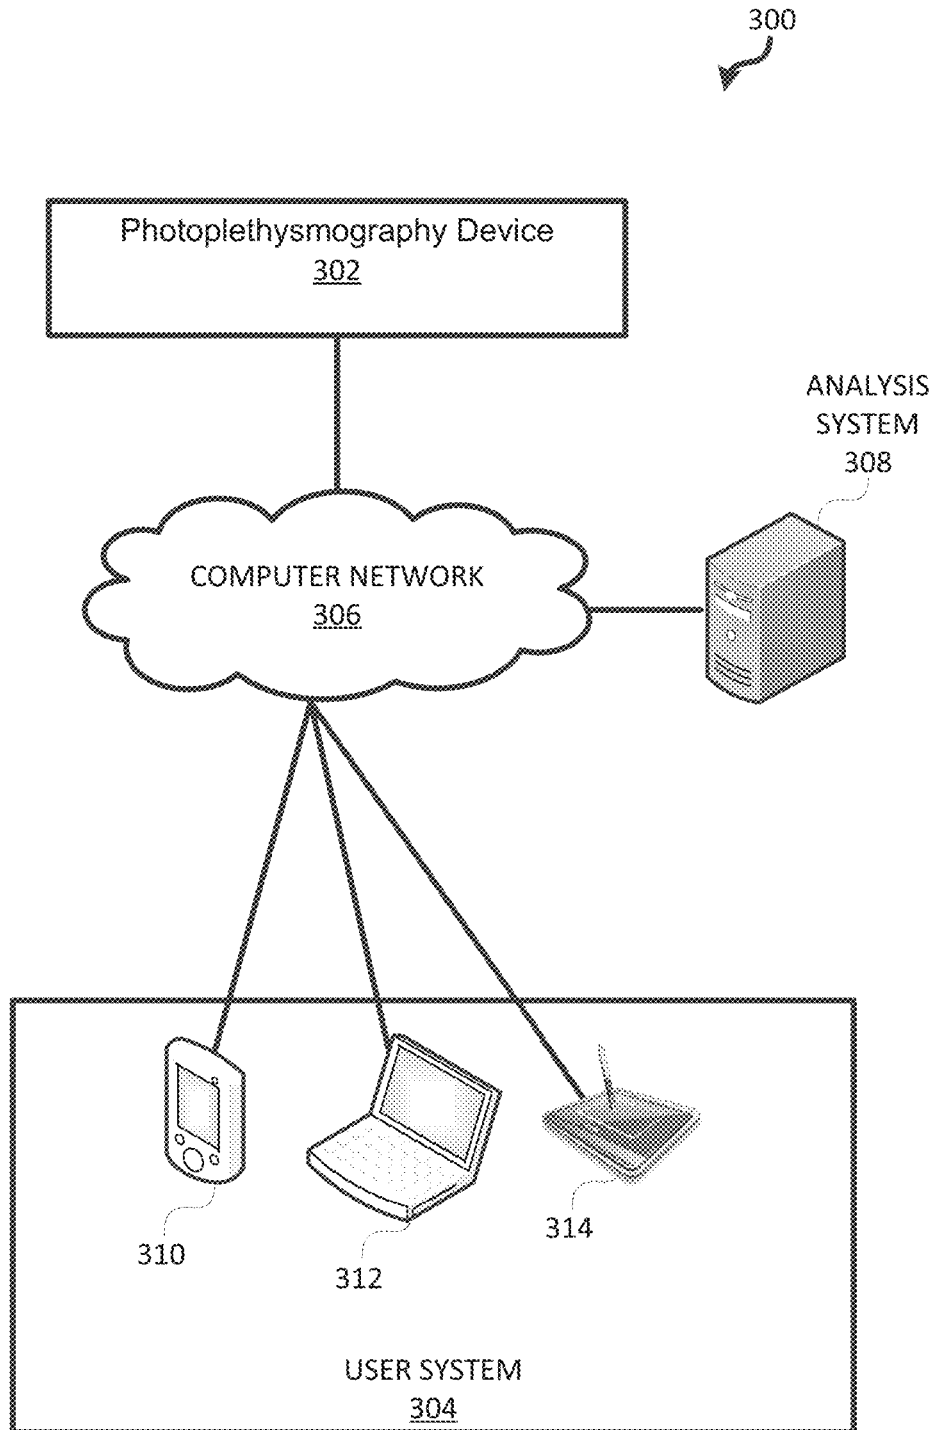 300
Photoplethysmography Device
302
ANALYSIS
SYSTEM
308
COMPUTER NETWORK
306
310
312
314
USER SYSTEM
304